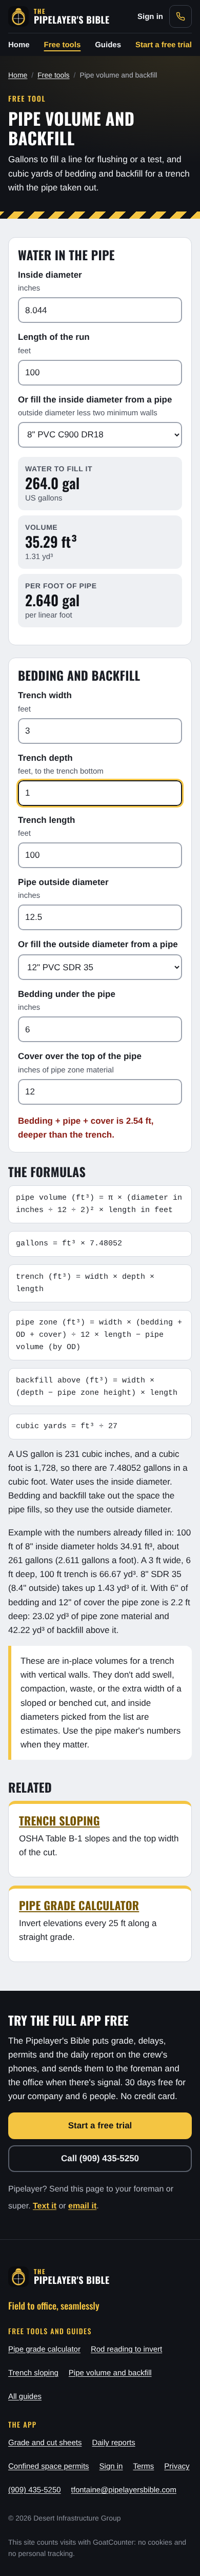 THE
PIPELAYER'S BIBLE
Sign in
Home Free tools Guides Start a free trial
Home / Free tools / Pipe volume and backfill
FREE TOOL
PIPE VOLUME AND
BACKFILL
Gallons to fill a line for flushing or a test, and
cubic yards of bedding and backfill for a trench
with the pipe taken out.
WATER IN THE PIPE
Inside diameter
inches
8.044
Length of the run
feet
100
Or fill the inside diameter from a pipe
outside diameter less two minimum walls
8" PVC C900 DR18
WATER TO FILL IT
264.0 gal
US gallons
VOLUME
35.29 ft³
1.31 yd³
PER FOOT OF PIPE
2.640 gal
per linear foot
BEDDING AND BACKFILL
Trench width
feet
3
Trench depth
feet, to the trench bottom
1
Trench length
feet
100
Pipe outside diameter
inches
12.5
Or fill the outside diameter from a pipe
12" PVC SDR 35
Bedding under the pipe
inches
6
Cover over the top of the pipe
inches of pipe zone material
12
Bedding + pipe + cover is 2.54 ft,
deeper than the trench.
THE FORMULAS
pipe volume (ft³) = π × (diameter in
inches ÷ 12 ÷ 2)² × length in feet
gallons = ft³ × 7.48052
trench (ft³) = width × depth ×
length
pipe zone (ft³) = width × (bedding +
OD + cover) ÷ 12 × length − pipe
volume (by OD)
backfill above (ft³) = width ×
(depth − pipe zone height) × length
cubic yards = ft³ ÷ 27
A US gallon is 231 cubic inches, and a cubic
foot is 1,728, so there are 7.48052 gallons in a
cubic foot. Water uses the inside diameter.
Bedding and backfill take out the space the
pipe fills, so they use the outside diameter.
Example with the numbers already filled in: 100
ft of 8" inside diameter holds 34.91 ft³, about
261 gallons (2.611 gallons a foot). A 3 ft wide, 6
ft deep, 100 ft trench is 66.67 yd³. 8" SDR 35
(8.4" outside) takes up 1.43 yd³ of it. With 6" of
bedding and 12" of cover the pipe zone is 2.2 ft
deep: 23.02 yd³ of pipe zone material and
42.22 yd³ of backfill above it.
These are in-place volumes for a trench
with vertical walls. They don't add swell,
compaction, waste, or the extra width of a
sloped or benched cut, and inside
diameters picked from the list are
estimates. Use the pipe maker's numbers
when they matter.
RELATED
TRENCH SLOPING
OSHA Table B-1 slopes and the top width
of the cut.
PIPE GRADE CALCULATOR
Invert elevations every 25 ft along a
straight grade.
TRY THE FULL APP FREE
The Pipelayer's Bible puts grade, delays,
permits and the daily report on the crew's
phones, and sends them to the foreman and
the office when there's signal. 30 days free for
your company and 6 people. No credit card.
Start a free trial
Call (909) 435-5250
Pipelayer? Send this page to your foreman or
super. Text it or email it.
THE
PIPELAYER'S BIBLE
Field to office, seamlessly
FREE TOOLS AND GUIDES
Pipe grade calculator Rod reading to invert
Trench sloping Pipe volume and backfill
All guides
THE APP
Grade and cut sheets Daily reports
Confined space permits Sign in Terms Privacy
(909) 435-5250 tfontaine@pipelayersbible.com
© 2026 Desert Infrastructure Group
This site counts visits with GoatCounter: no cookies and
no personal tracking.